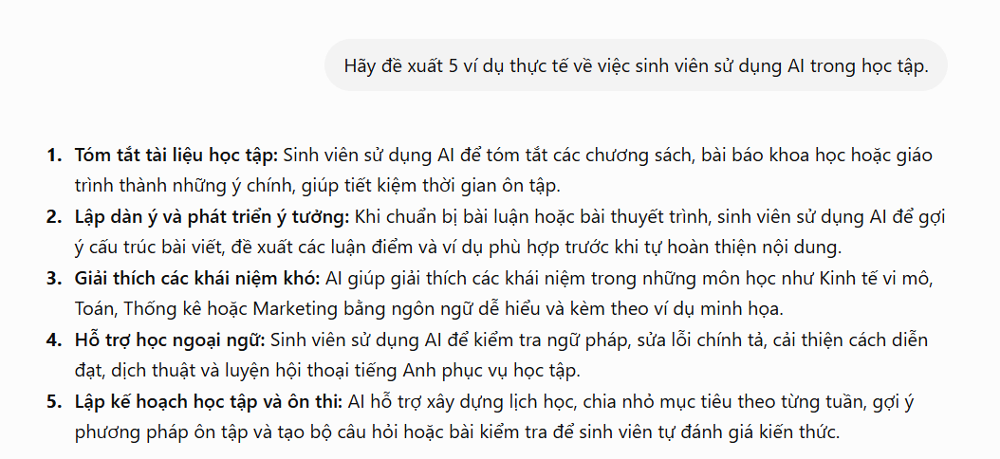 Hãy đề xuất 5 ví dụ thực tế về việc sinh viên sử dụng AI trong học tập.
1. Tóm tắt tài liệu học tập: Sinh viên sử dụng AI để tóm tắt các chương sách, bài báo khoa học hoặc giáo
trình thành những ý chính, giúp tiết kiệm thời gian ôn tập.
2. Lập dàn ý và phát triển ý tưởng: Khi chuẩn bị bài luận hoặc bài thuyết trình, sinh viên sử dụng AI để gợi
ý cấu trúc bài viết, đề xuất các luận điểm và ví dụ phù hợp trước khi tự hoàn thiện nội dung.
3. Giải thích các khái niệm khó: AI giúp giải thích các khái niệm trong những môn học như Kinh tế vi mô,
Toán, Thống kê hoặc Marketing bằng ngôn ngữ dễ hiểu và kèm theo ví dụ minh họa.
4. Hỗ trợ học ngoại ngữ: Sinh viên sử dụng AI để kiểm tra ngữ pháp, sửa lỗi chính tả, cải thiện cách diễn
đạt, dịch thuật và luyện hội thoại tiếng Anh phục vụ học tập.
5. Lập kế hoạch học tập và ôn thi: AI hỗ trợ xây dựng lịch học, chia nhỏ mục tiêu theo từng tuần, gợi ý
phương pháp ôn tập và tạo bộ câu hỏi hoặc bài kiểm tra để sinh viên tự đánh giá kiến thức.